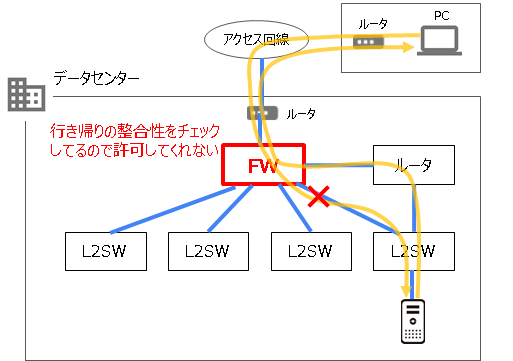 ルータ
PC
アクセス回線
データセンター
ルータ
行き帰りの整合性をチェック
してるので許可してくれない
FW
ルータ
L2SW
L2SW
L2SW
L2SW